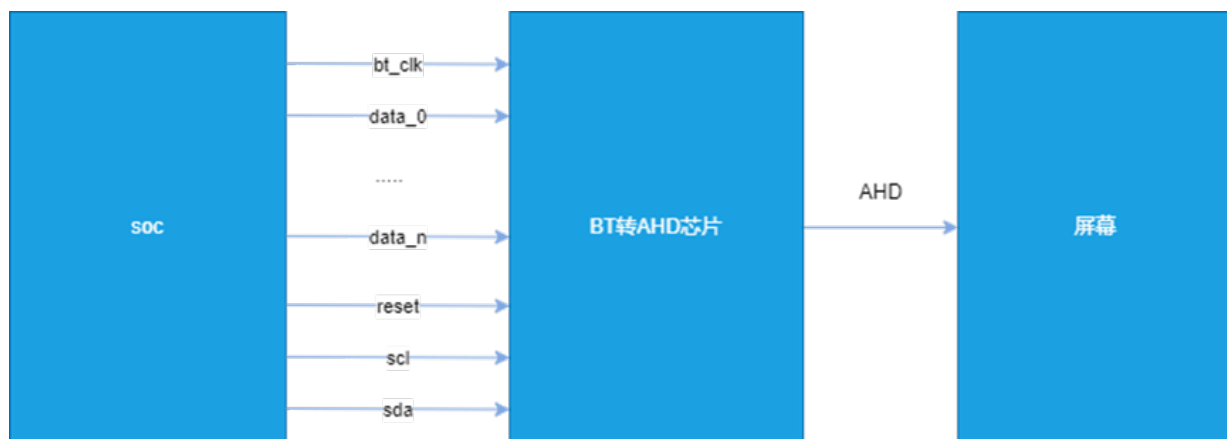 soc
bt_clk
data_0
.....
data_n
reset
scl
sda
BT转AHD芯片
AHD
屏幕